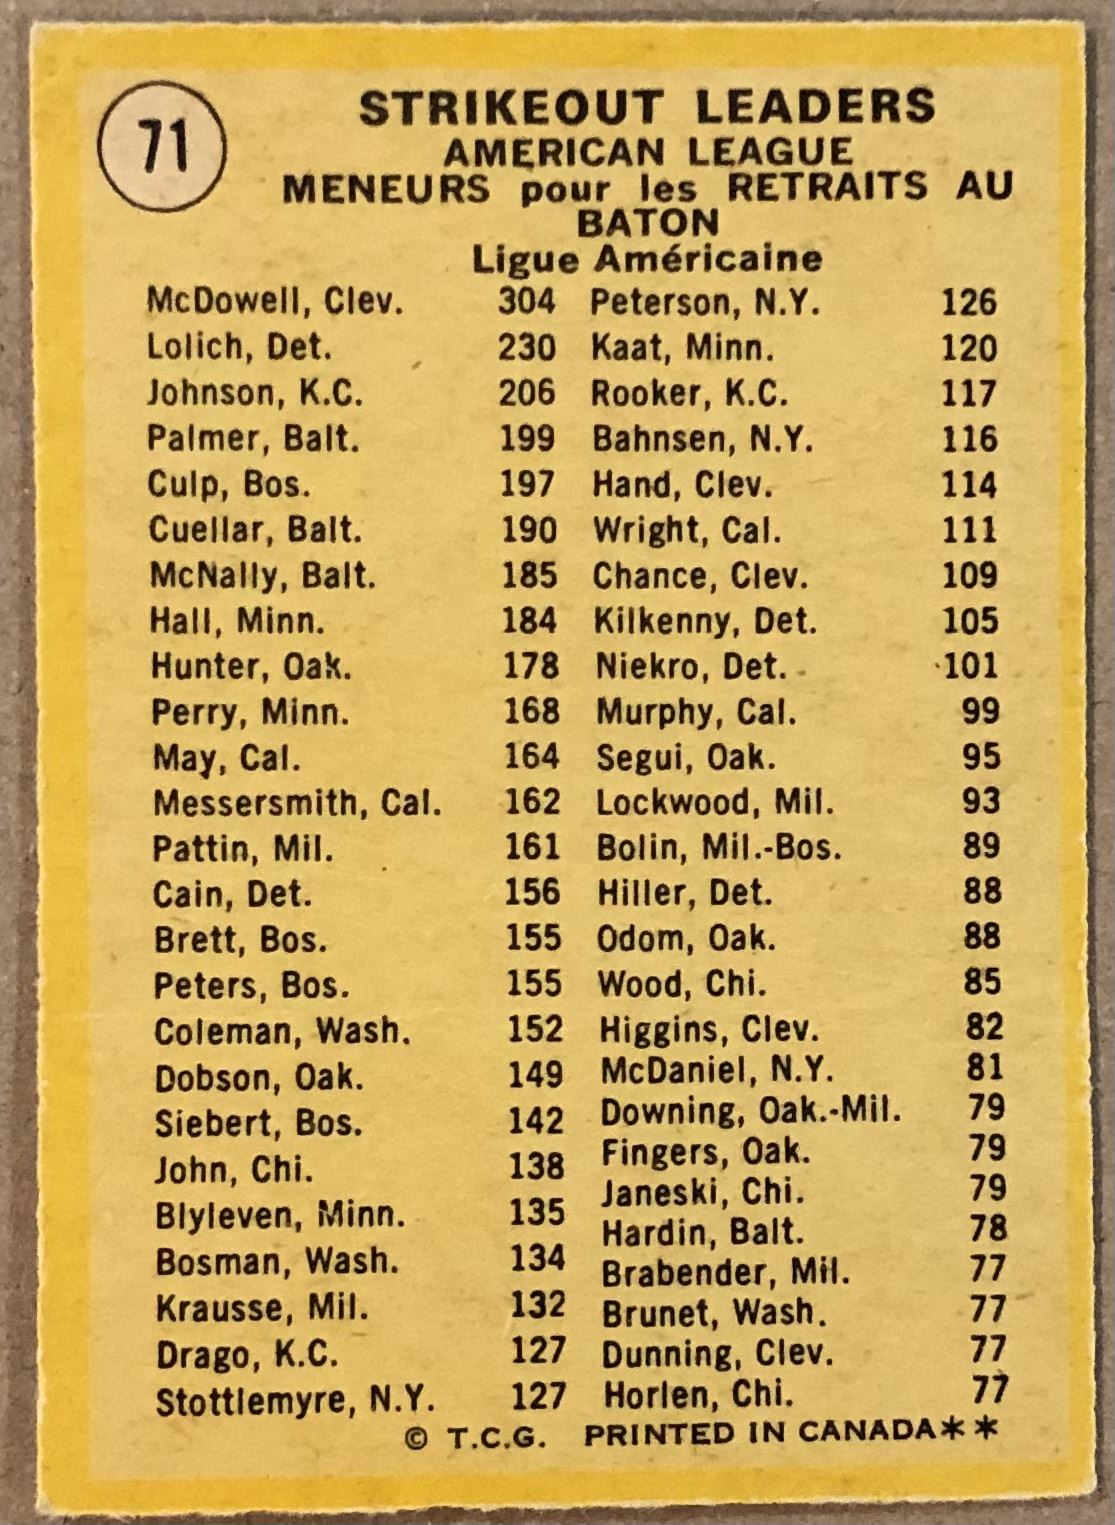 71
STRIKEOUT LEADERS
AMERICAN LEAGUE
MENEURS pour les RETRAITS AU
BATON
Ligue Américaine
McDowell, Clev. 304
Lolich, Det. 230
Johnson, K.C. 206
Palmer, Balt. 199
Culp, Bos. 197
Cuellar, Balt. 190
McNally, Balt. 185
Hall, Minn. 184
Hunter, Oak. 178
Perry, Minn. 168
May, Cal. 164
Messersmith, Cal. 162
Pattin, Mil. 161
Cain, Det. 156
Brett, Bos. 155
Peters, Bos. 155
Coleman, Wash. 152
Dobson, Oak. 149
Siebert, Bos. 142
John, Chi. 138
Blyleven, Minn. 135
Bosman, Wash. 134
Krausse, Mil. 132
Drago, K.C. 127
Stottlemyre, N.Y. 127
Peterson, N.Y. 126
Kaat, Minn. 120
Rooker, K.C. 117
Bahnsen, N.Y. 116
Hand, Clev. 114
Wright, Cal. 111
Chance, Clev. 109
Kilkenny, Det. 105
Niekro, Det. 101
Murphy, Cal. 99
Segui, Oak. 95
Lockwood, Mil. 93
Bolin, Mil.-Bos. 89
Hiller, Det. 88
Odom, Oak. 88
Wood, Chi. 85
Higgins, Clev. 82
McDaniel, N.Y. 81
Downing, Oak.-Mil. 79
Fingers, Oak. 79
Janeski, Chi. 79
Hardin, Balt. 78
Brabender, Mil. 77
Brunet, Wash. 77
Dunning, Clev. 77
Horlen, Chi. 77
© T.C.G. PRINTED IN CANADA**